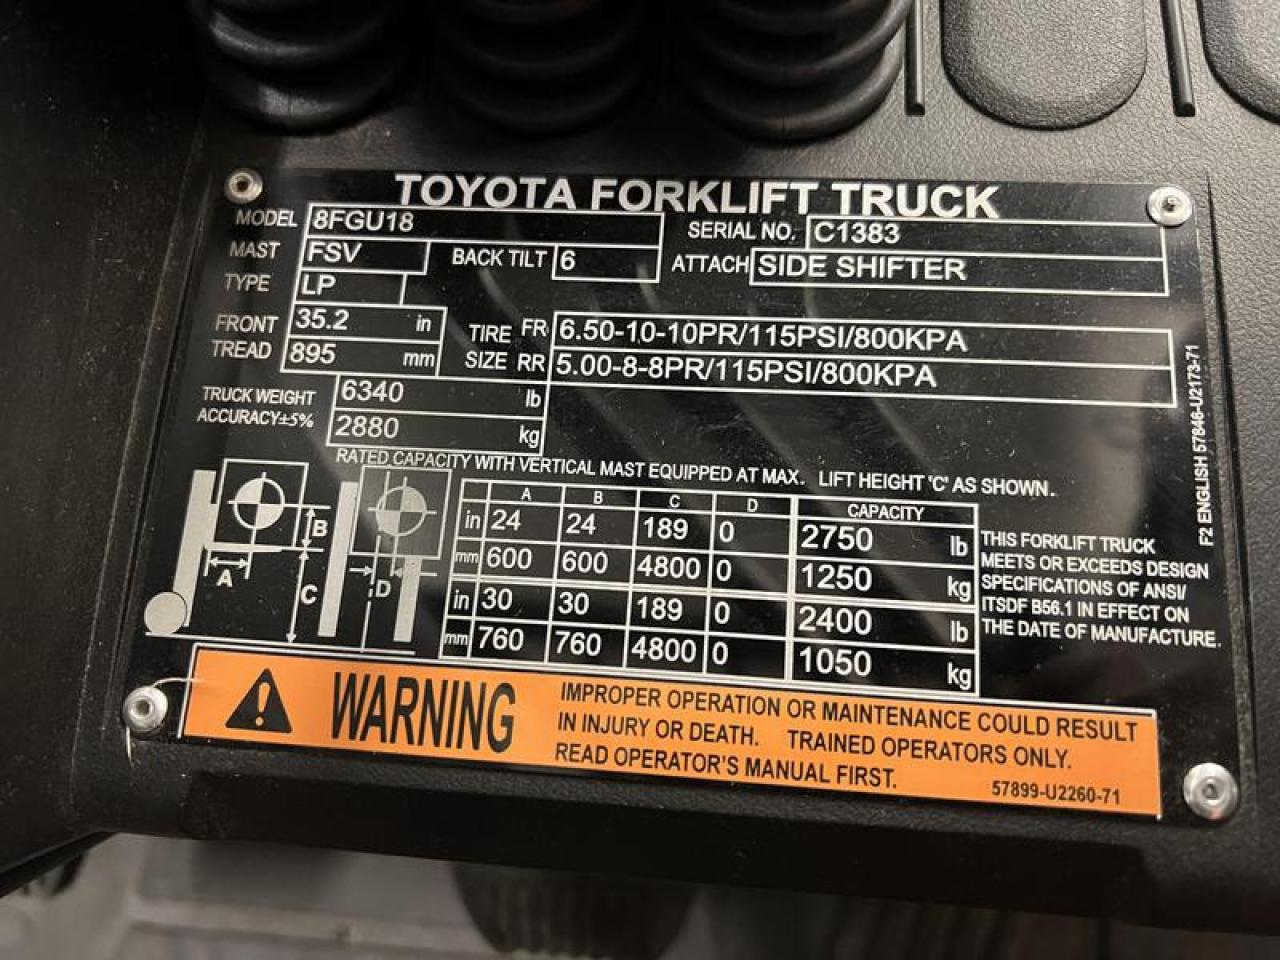 TOYOTA FORKLIFT TRUCK
MODEL 8FGU18 SERIAL NO. C1383
MAST FSV BACK TILT 6 ATTACH SIDE SHIFTER
TYPE LP
FRONT TREAD 35.2 in TIRE SIZE FR 6.50-10-10PR/115PSI/800KPA
895 mm RR 5.00-8-8PR/115PSI/800KPA
TRUCK WEIGHT 6340 lb
ACCURACY±5% 2880 kg
RATED CAPACITY WITH VERTICAL MAST EQUIPPED AT MAX. LIFT HEIGHT 'C' AS SHOWN.
A B C D CAPACITY
in 24 24 189 0 2750 lb
mm 600 600 4800 0 1250 kg
in 30 30 189 0 2400 lb
mm 760 760 4800 0 1050 kg
A B C D
THIS FORKLIFT TRUCK
MEETS OR EXCEEDS DESIGN
SPECIFICATIONS OF ANSI/
ITSDF B56.1 IN EFFECT ON
THE DATE OF MANUFACTURE.
F2 ENGLISH 57846-U2173-71
WARNING
IMPROPER OPERATION OR MAINTENANCE COULD RESULT
IN INJURY OR DEATH. TRAINED OPERATORS ONLY.
READ OPERATOR'S MANUAL FIRST.
57899-U2260-71